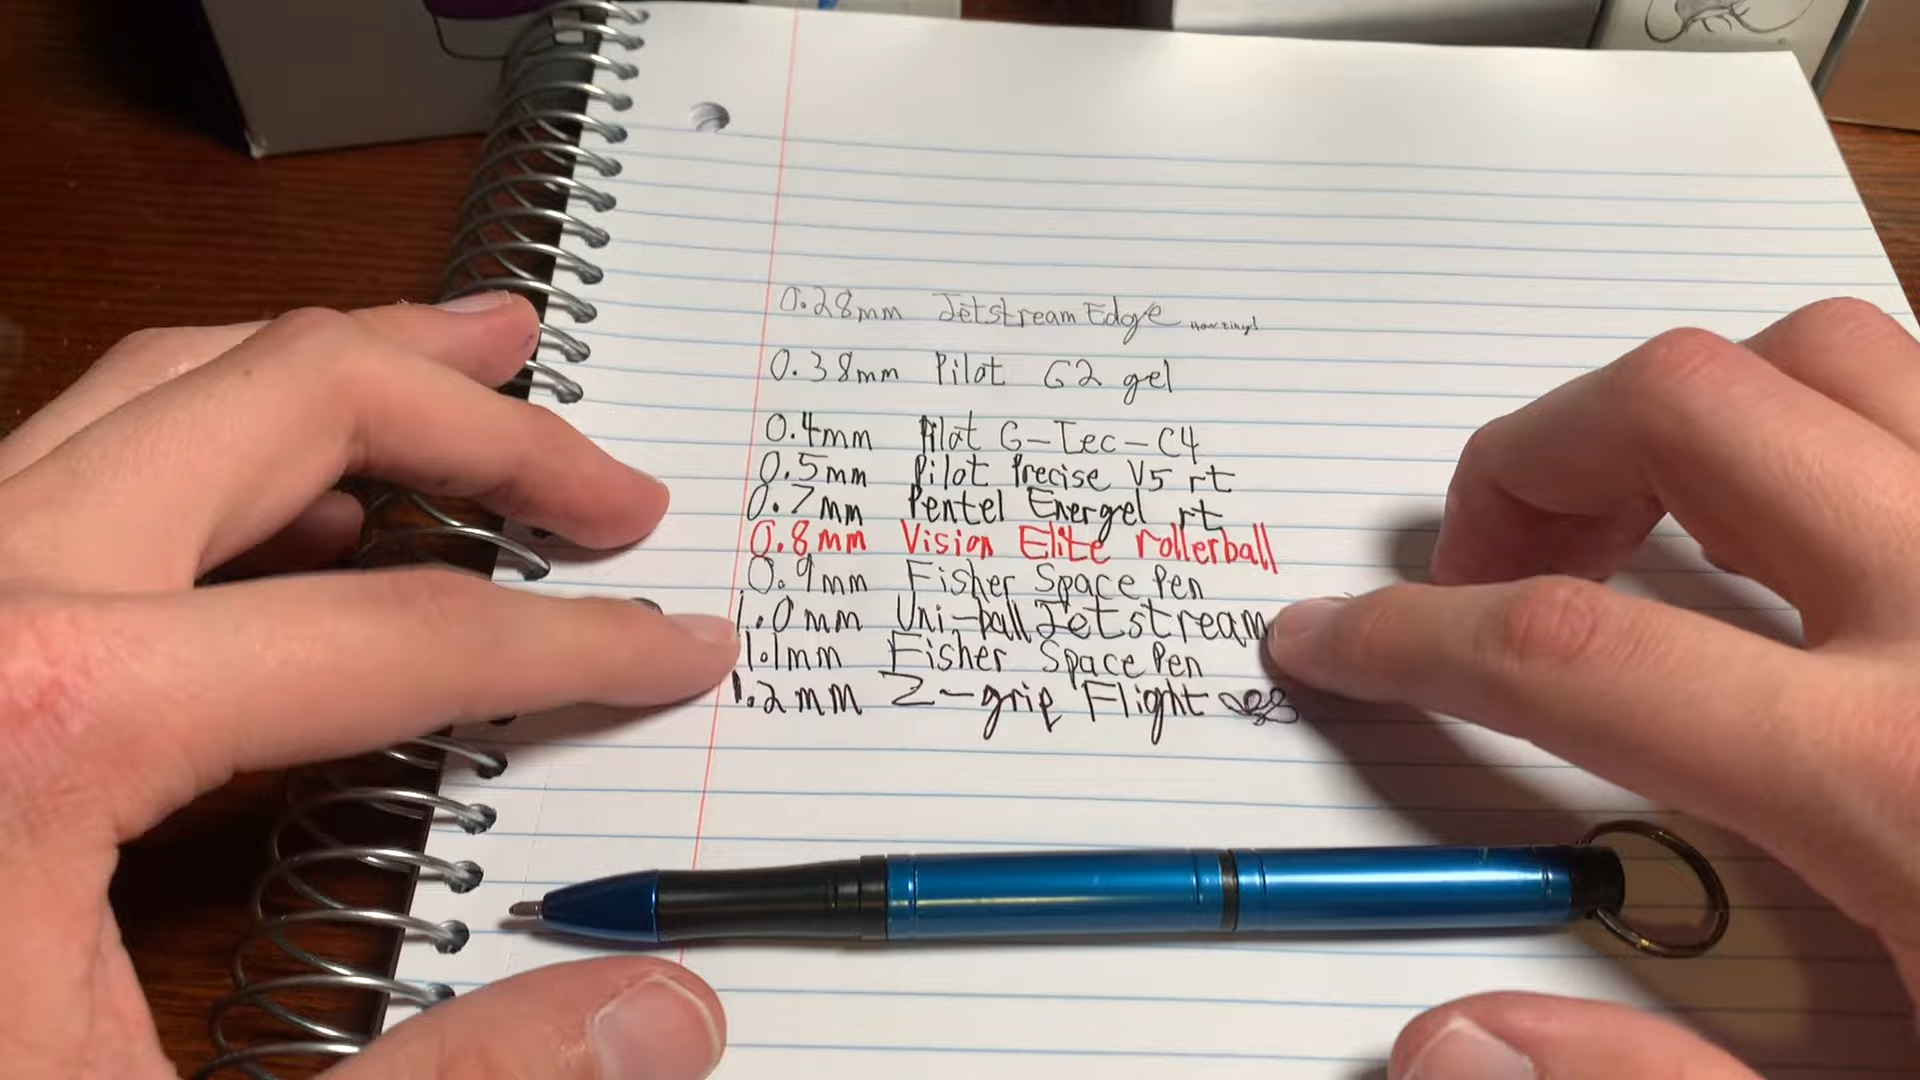 0.28mm Jetstream Edge How tiny!
0.38mm Pilot G2 gel
0.4mm Pilot G-Tec-C4
0.5mm Pilot Precise V5 rt
0.7mm Pentel Energel rt
0.8mm Vision Elite rollerball
0.9mm Fisher Space Pen
1.0mm Uni-ball Jetstream
1.1mm Fisher Space Pen
1.2mm Z-grip Flight